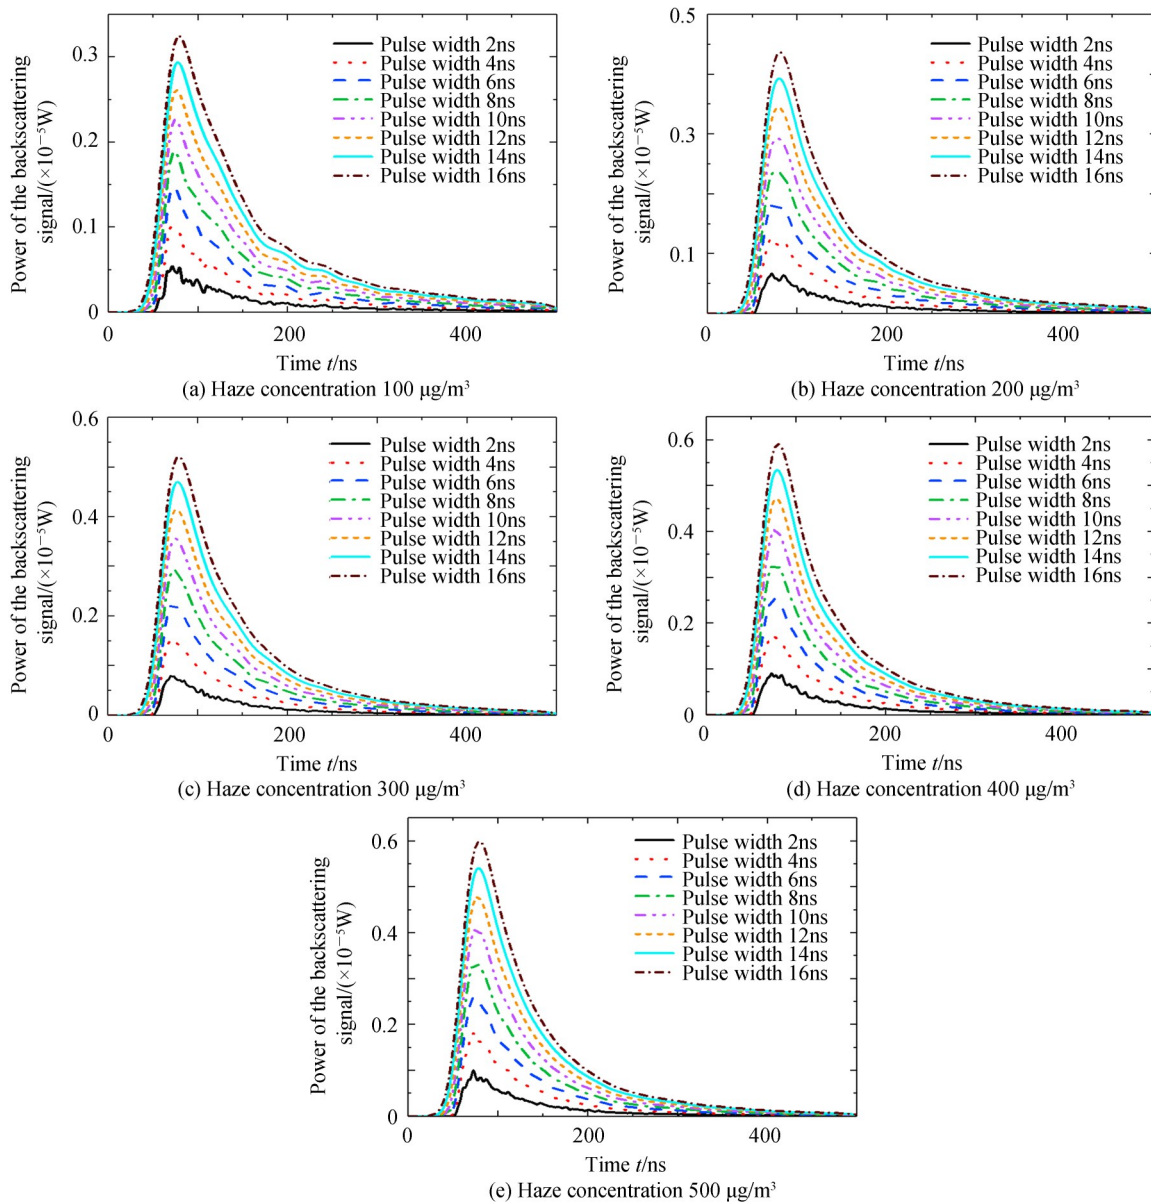 Power of the backscattering
signal/(×10⁻⁵W)
0.3
0.2
0.1
0
0
200
400
Pulse width 2ns
Pulse width 4ns
Pulse width 6ns
Pulse width 8ns
Pulse width 10ns
Pulse width 12ns
Pulse width 14ns
Pulse width 16ns
Time t/ns
(a) Haze concentration 100 μg/m³
Power of the backscattering
signal/(×10⁻⁵W)
0.5
0.3
0.1
0
200
400
Pulse width 2ns
Pulse width 4ns
Pulse width 6ns
Pulse width 8ns
Pulse width 10ns
Pulse width 12ns
Pulse width 14ns
Pulse width 16ns
Time t/ns
(b) Haze concentration 200 μg/m³
Power of the backscattering
signal/(×10⁻⁵W)
0.6
0.4
0.2
0
0
200
400
Pulse width 2ns
Pulse width 4ns
Pulse width 6ns
Pulse width 8ns
Pulse width 10ns
Pulse width 12ns
Pulse width 14ns
Pulse width 16ns
Time t/ns
(c) Haze concentration 300 μg/m³
Power of the backscattering
signal/(×10⁻⁵W)
0.6
0.4
0.2
0
0
200
400
Pulse width 2ns
Pulse width 4ns
Pulse width 6ns
Pulse width 8ns
Pulse width 10ns
Pulse width 12ns
Pulse width 14ns
Pulse width 16ns
Time t/ns
(d) Haze concentration 400 μg/m³
Power of the backscattering
signal/(×10⁻⁵W)
0.6
0.4
0.2
0
0
200
400
Pulse width 2ns
Pulse width 4ns
Pulse width 6ns
Pulse width 8ns
Pulse width 10ns
Pulse width 12ns
Pulse width 14ns
Pulse width 16ns
Time t/ns
(e) Haze concentration 500 μg/m³